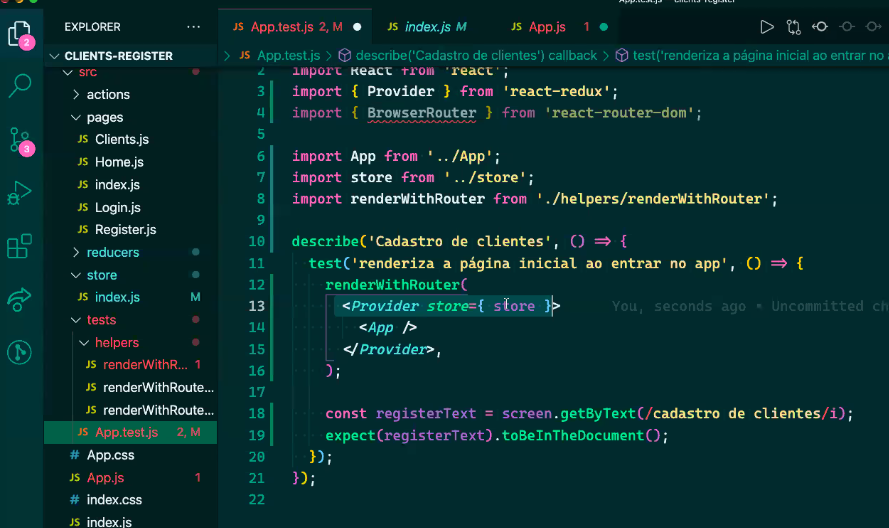 App.test.js — clients-register
EXPLORER
...
CLIENTS-REGISTER
src
actions
pages
JS Clients.js
JS Home.js
JS index.js
JS Login.js
JS Register.js
reducers
store
JS index.js M
tests
helpers
JS renderWithR... 1
JS renderWithRoute...
JS renderWithRoute...
JS App.test.js 2, M
# App.css
JS App.js 1
# index.css
JS index.js
2
3
JS App.test.js 2, M
JS index.js M
JS App.js 1
JS App.test.js > describe('Cadastro de clientes') callback > test('renderiza a página inicial ao entrar no a
2 import React from 'react';
3 import { Provider } from 'react-redux';
4 import { BrowserRouter } from 'react-router-dom';
5
6 import App from '../App';
7 import store from '../store';
8 import renderWithRouter from './helpers/renderWithRouter';
9
10 describe('Cadastro de clientes', () => {
11 test('renderiza a página inicial ao entrar no app', () => {
12 renderWithRouter(
13 <Provider store={ store }> You, seconds ago • Uncommitted ch
14 <App />
15 </Provider>,
16 );
17
18 const registerText = screen.getByText(/cadastro de clientes/i);
19 expect(registerText).toBeInTheDocument();
20 });
21 });
22